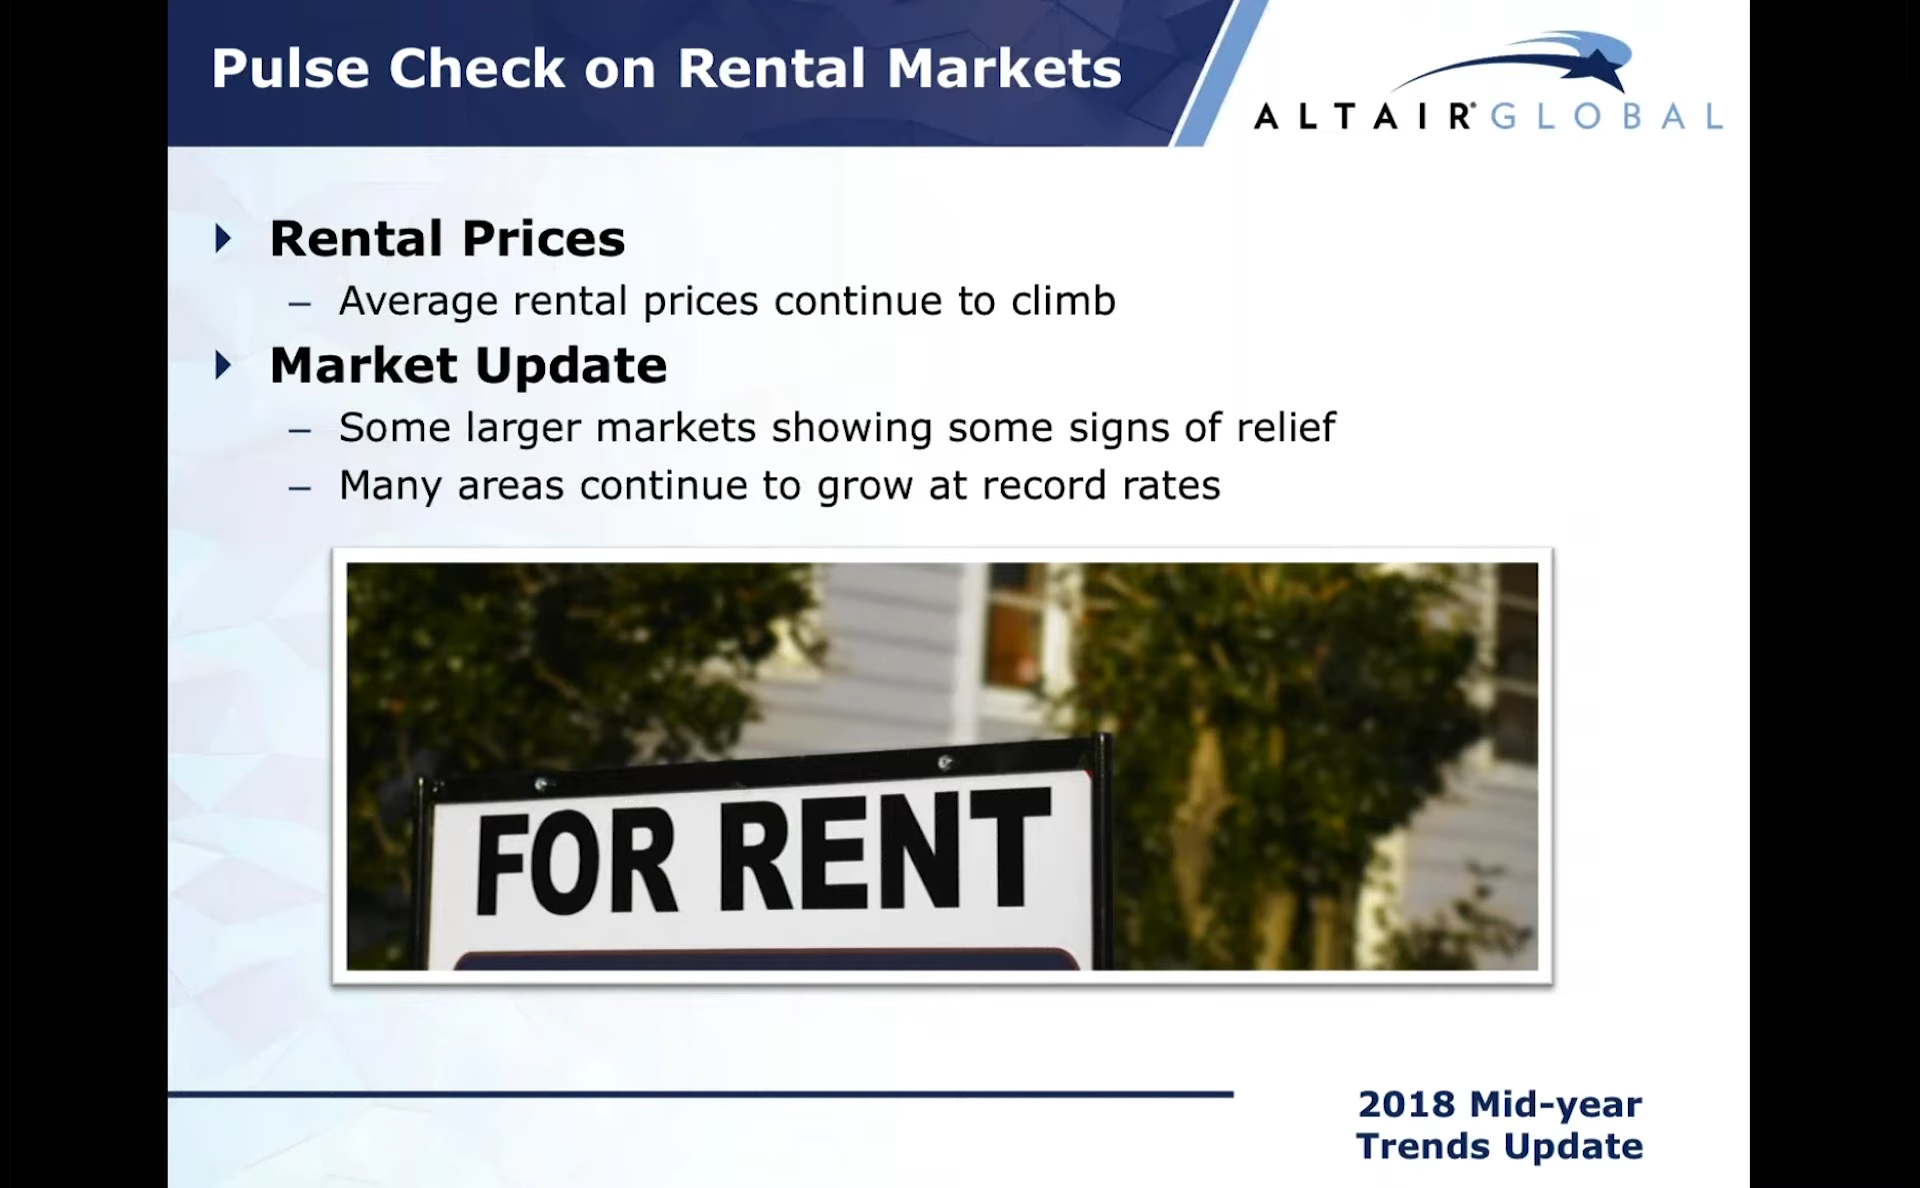 Pulse Check on Rental Markets
ALTAIR® GLOBAL
Rental Prices
– Average rental prices continue to climb
Market Update
– Some larger markets showing some signs of relief
– Many areas continue to grow at record rates
FOR RENT
2018 Mid-year
Trends Update